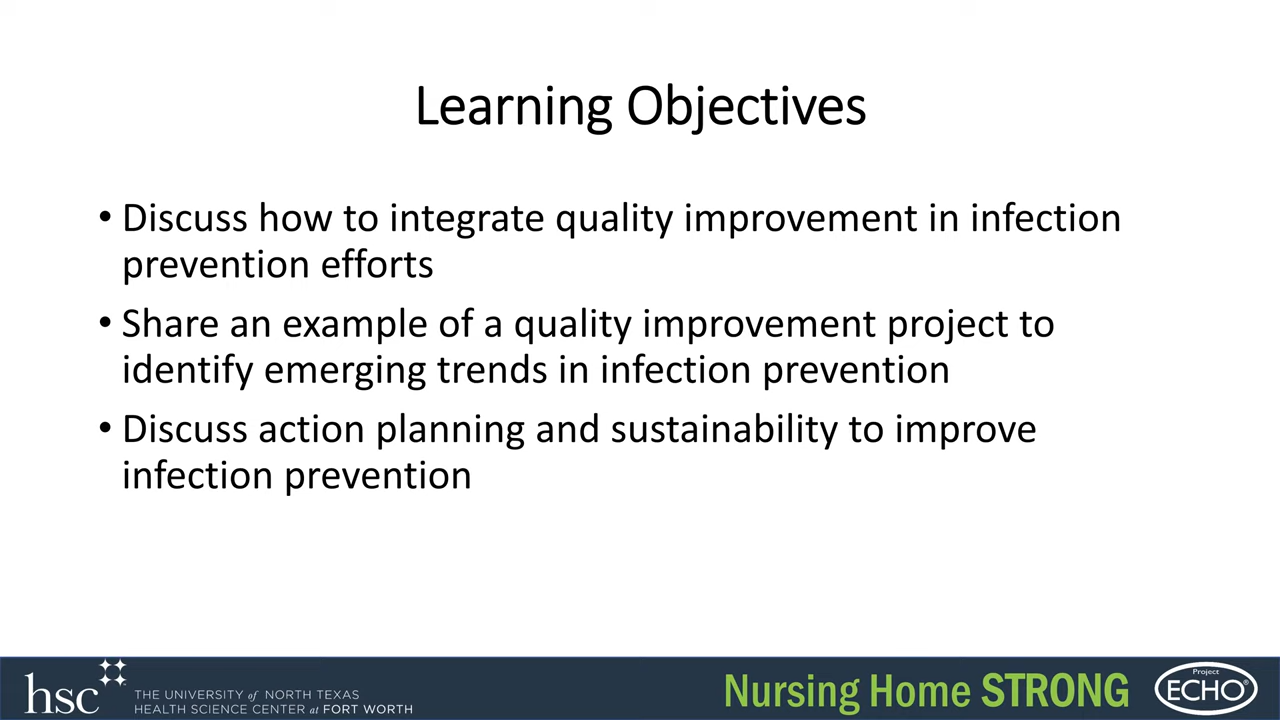 Learning Objectives
• Discuss how to integrate quality improvement in infection
prevention efforts
• Share an example of a quality improvement project to
identify emerging trends in infection prevention
• Discuss action planning and sustainability to improve
infection prevention
hsc
THE UNIVERSITY of NORTH TEXAS
HEALTH SCIENCE CENTER at FORT WORTH
Nursing Home STRONG
Project
ECHO®